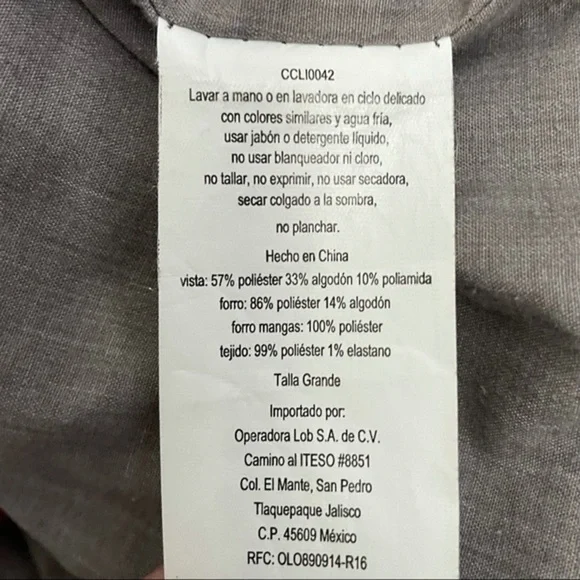 CCLI0042
Lavar a mano o en lavadora en ciclo delicado
con colores similares y agua fría,
usar jabón o detergente líquido,
no usar blanqueador ni cloro,
no tallar, no exprimir, no usar secadora,
secar colgado a la sombra,
no planchar.
Hecho en China
vista: 57% poliéster 33% algodón 10% poliamida
forro: 86% poliéster 14% algodón
forro mangas: 100% poliéster
tejido: 99% poliéster 1% elastano
Talla Grande
Importado por:
Operadora Lob S.A. de C.V.
Camino al ITESO #8851
Col. El Mante, San Pedro
Tlaquepaque Jalisco
C.P. 45609 México
RFC: OLO890914-R16